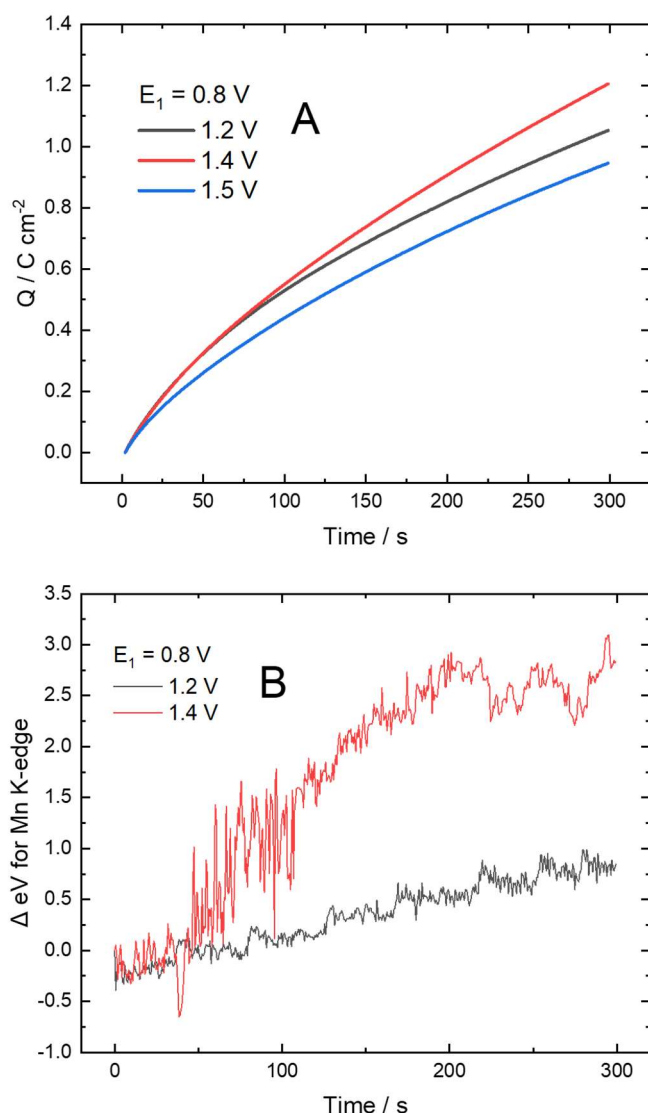 E₁ = 0.8 V
A
1.2 V
1.4 V
1.5 V
Q / C cm⁻²
1.2
1.0
0.8
0.6
0.4
0.2
0.0
0 50 100 150 200 250 300
Time / s
E₁ = 0.8 V
B
1.2 V
1.4 V
Δ eV for Mn K-edge
3.5
3.0
2.5
2.0
1.5
1.0
0.5
0.0
-0.5
-1.0
0 100 200 300
Time / s